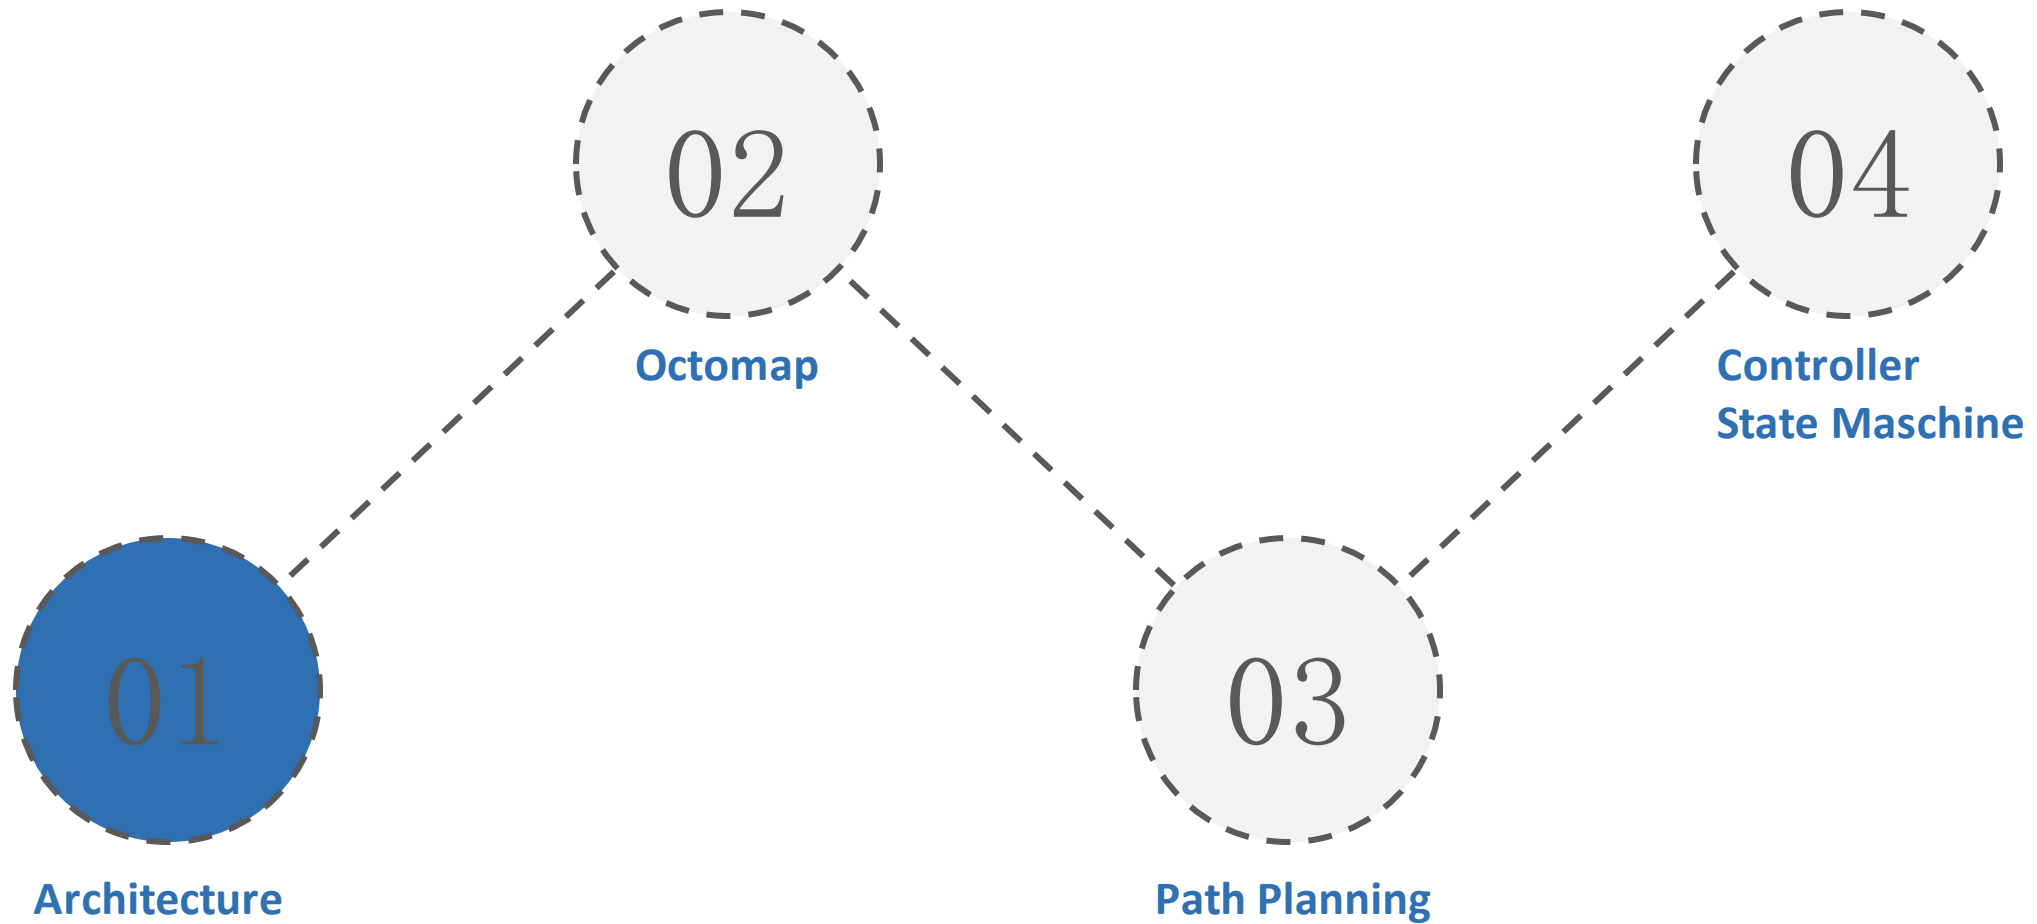 01
Architecture
02
Octomap
03
Path Planning
04
Controller
State Maschine